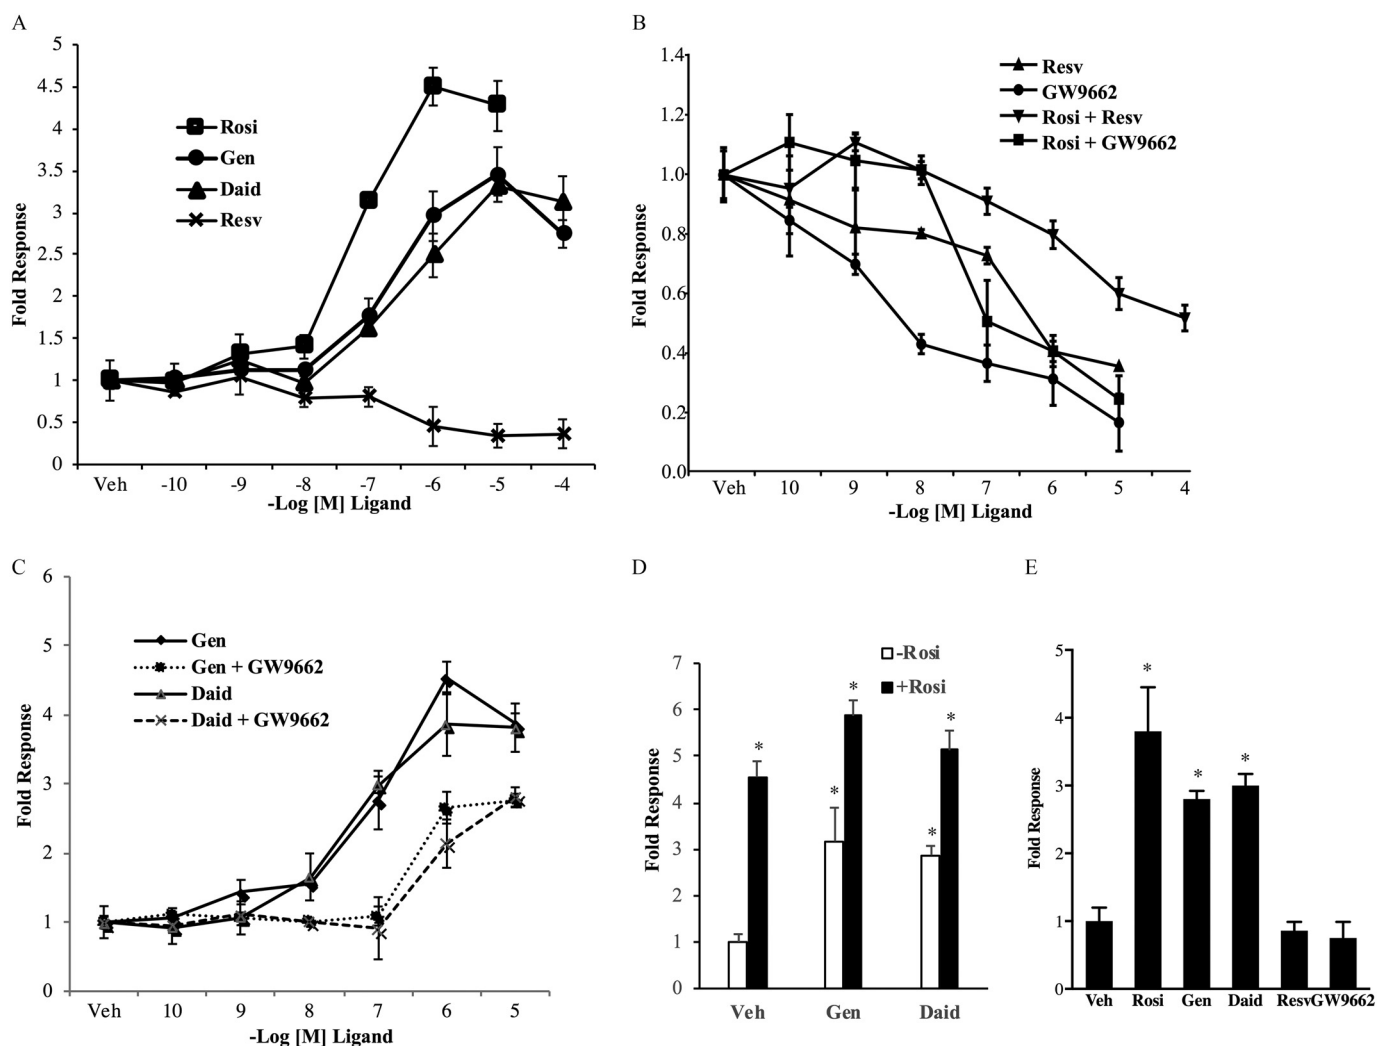 A
Fold Response
5
4.5
4
3.5
3
2.5
2
1.5
1
0.5
0
Rosi
Gen
Daid
Resv
Veh -10 -9 -8 -7 -6 -5 -4
-Log [M] Ligand
B
Fold Response
1.4
1.2
1.0
0.8
0.6
0.4
0.2
0.0
Resv
GW9662
Rosi + Resv
Rosi + GW9662
Veh 10 9 8 7 6 5 4
-Log [M] Ligand
C
Fold Response
6
5
4
3
2
1
0
Gen
Gen + GW9662
Daid
Daid + GW9662
Veh 10 9 8 7 6 5
-Log [M] Ligand
D
Fold Response
7
6
5
4
3
2
1
0
-Rosi
+Rosi
* * * * *
Veh Gen Daid
E
Fold Response
5
4
3
2
1
0
* * *
Veh Rosi Gen Daid Resv GW9662